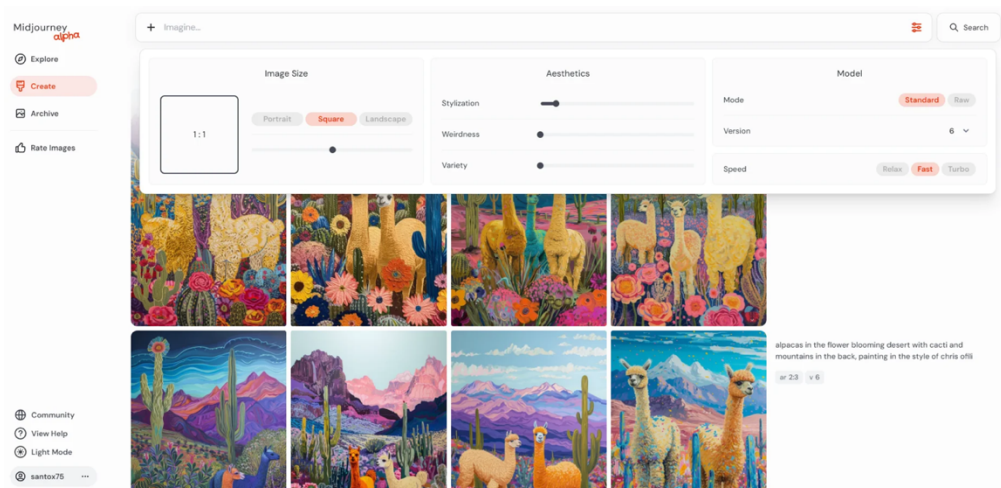 Midjourney
alpha
Explore
Create
Archive
Rate Images
Community
View Help
Light Mode
santox75
Imagine...
Search
Image Size
1 : 1
Portrait Square Landscape
Aesthetics
Stylization
Weirdness
Variety
Model
Mode Standard Raw
Version 6
Speed Relax Fast Turbo
alpacas in the flower blooming desert with cacti and
mountains in the back, painting in the style of chris ofili
ar 2:3 v 6